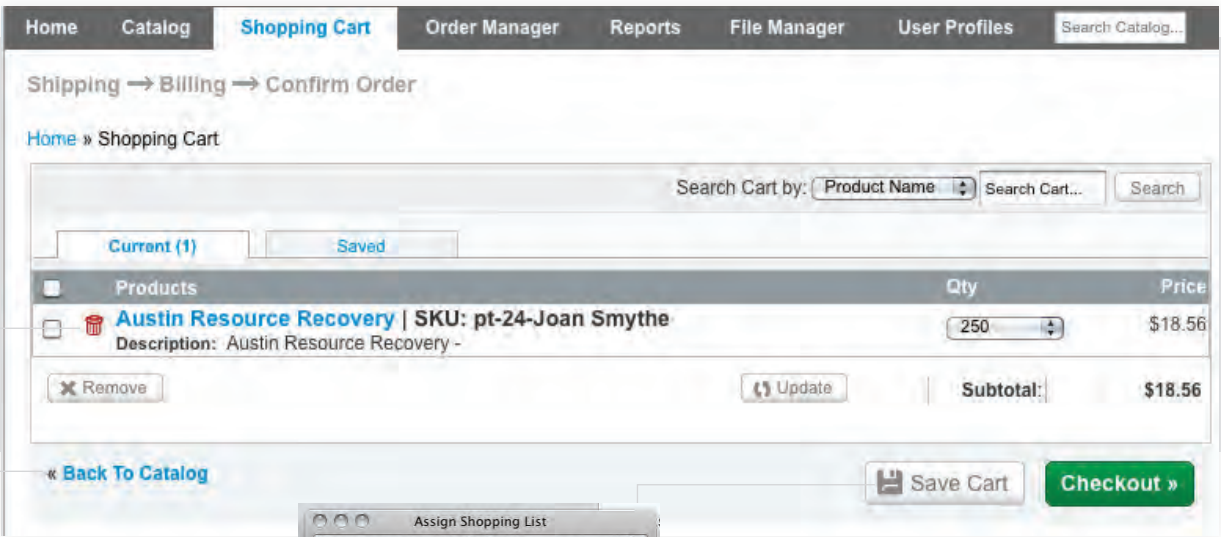 Home Catalog Shopping Cart Order Manager Reports File Manager User Profiles Search Catalog...
Shipping → Billing → Confirm Order
Home » Shopping Cart
Search Cart by: Product Name Search Cart... Search
Current (1) Saved
Products Qty Price
Austin Resource Recovery | SKU: pt-24-Joan Smythe 250 $18.56
Description: Austin Resource Recovery -
Remove Update Subtotal: $18.56
« Back To Catalog Save Cart Checkout »
Assign Shopping List